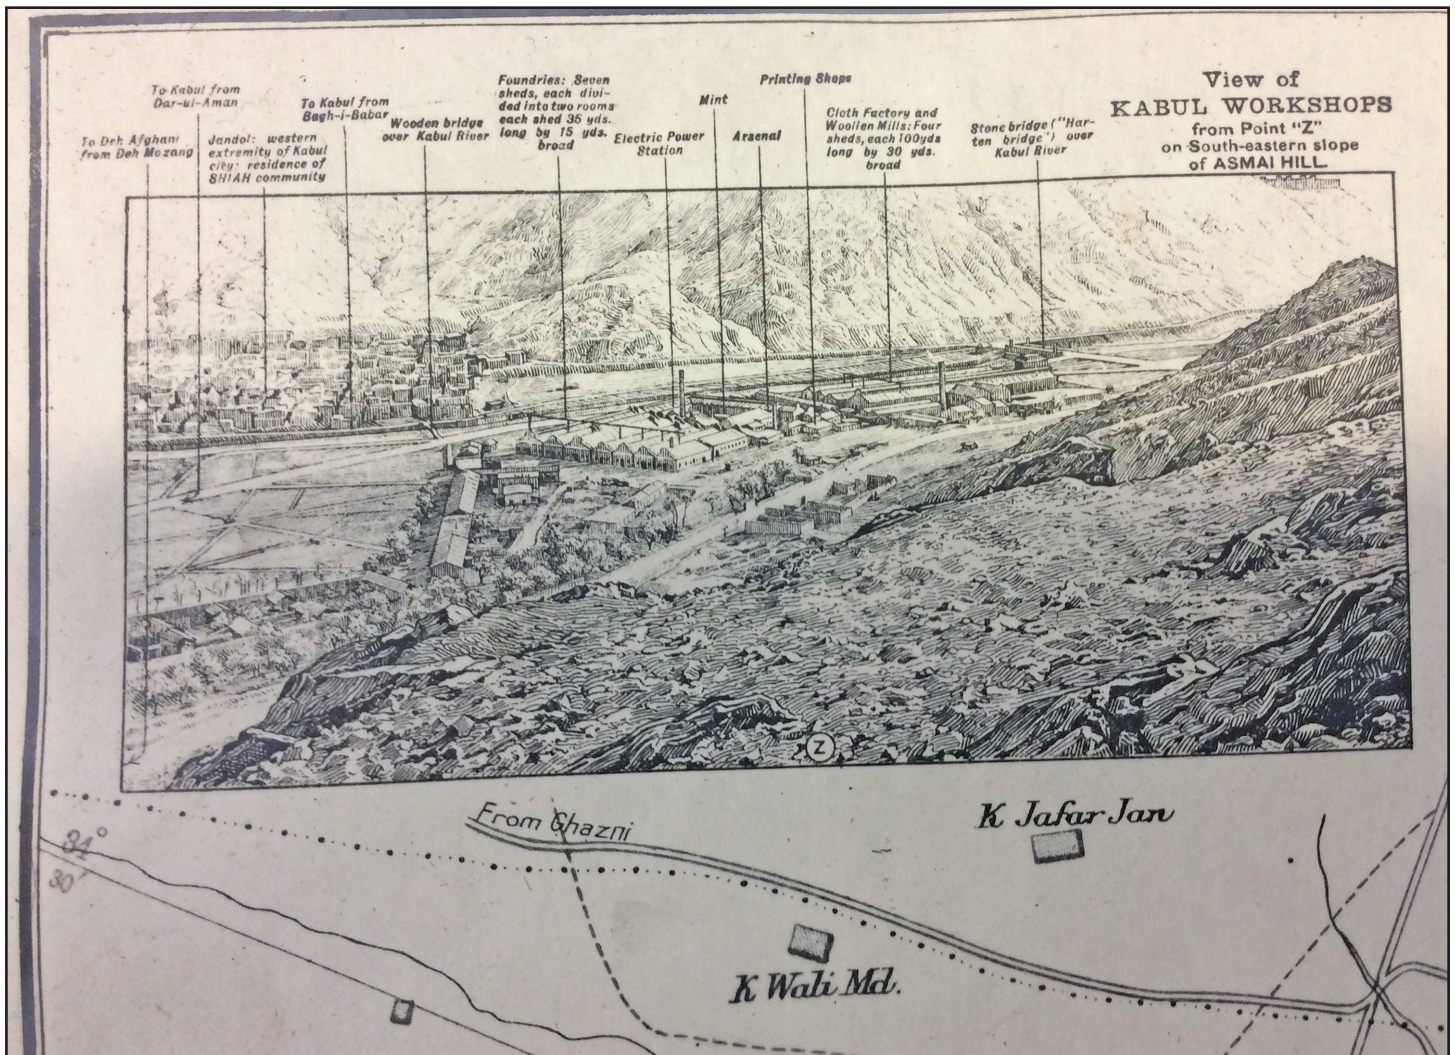 To Kabul from
Dar-ul-Aman
To Deh Afghani
from Deh Mozang
Jandol: western
extremity of Kabul
city: residence of
SHIAH community
To Kabul from
Bagh-i-Babar
Wooden bridge
over Kabul River
Foundries: Seven
sheds, each divi-
ded into two rooms
each shed 35 yds.
long by 15 yds.
broad
Electric Power
Station
Mint
Arsenal
Printing Shops
Cloth Factory and
Woollen Mills: Four
sheds, each 100yds
long by 30 yds.
broad
Stone bridge ("Har-
ten bridge") over
Kabul River
View of
KABUL WORKSHOPS
from Point "Z"
on South-eastern slope
of ASMAI HILL
Z
From Ghazni
K Jafar Jan
34°
30'
K Wali Md.